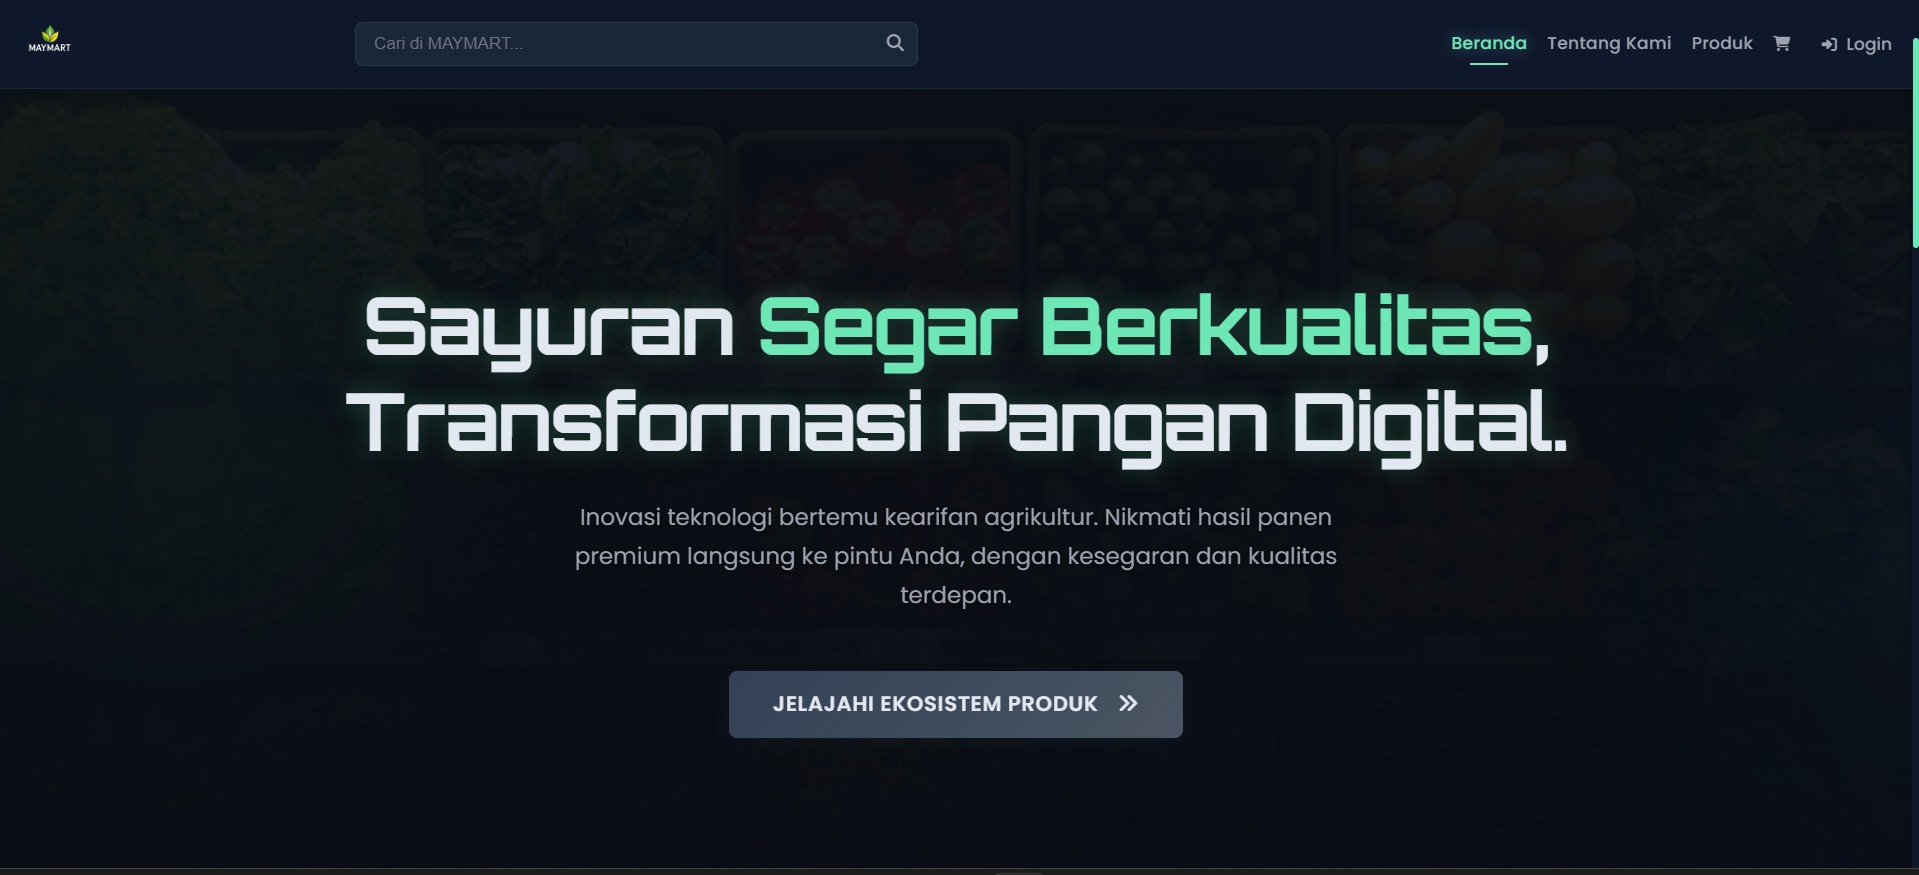 MAYMART
Cari di MAYMART...
Beranda
Tentang Kami
Produk
Login
Sayuran Segar Berkualitas,
Transformasi Pangan Digital.
Inovasi teknologi bertemu kearifan agrikultur. Nikmati hasil panen
premium langsung ke pintu Anda, dengan kesegaran dan kualitas
terdepan.
JELAJAHI EKOSISTEM PRODUK